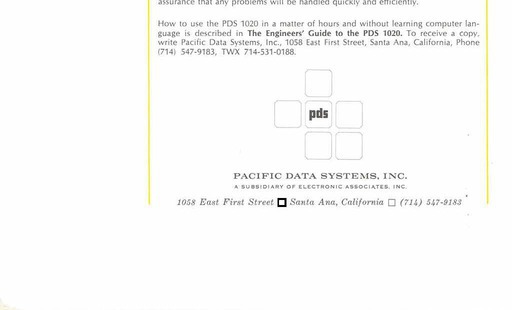 assurance that any problems will be handled quickly and efficiently.
How to use the PDS 1020 in a matter of hours and without learning computer lan-
guage is described in The Engineers' Guide to the PDS 1020. To receive a copy,
write Pacific Data Systems, Inc., 1058 East First Street, Santa Ana, California, Phone
(714) 547-9183, TWX 714-531-0188.
pds
PACIFIC DATA SYSTEMS, INC.
A SUBSIDIARY OF ELECTRONIC ASSOCIATES, INC.
1058 East First Street □ Santa Ana, California □ (714) 547-9183